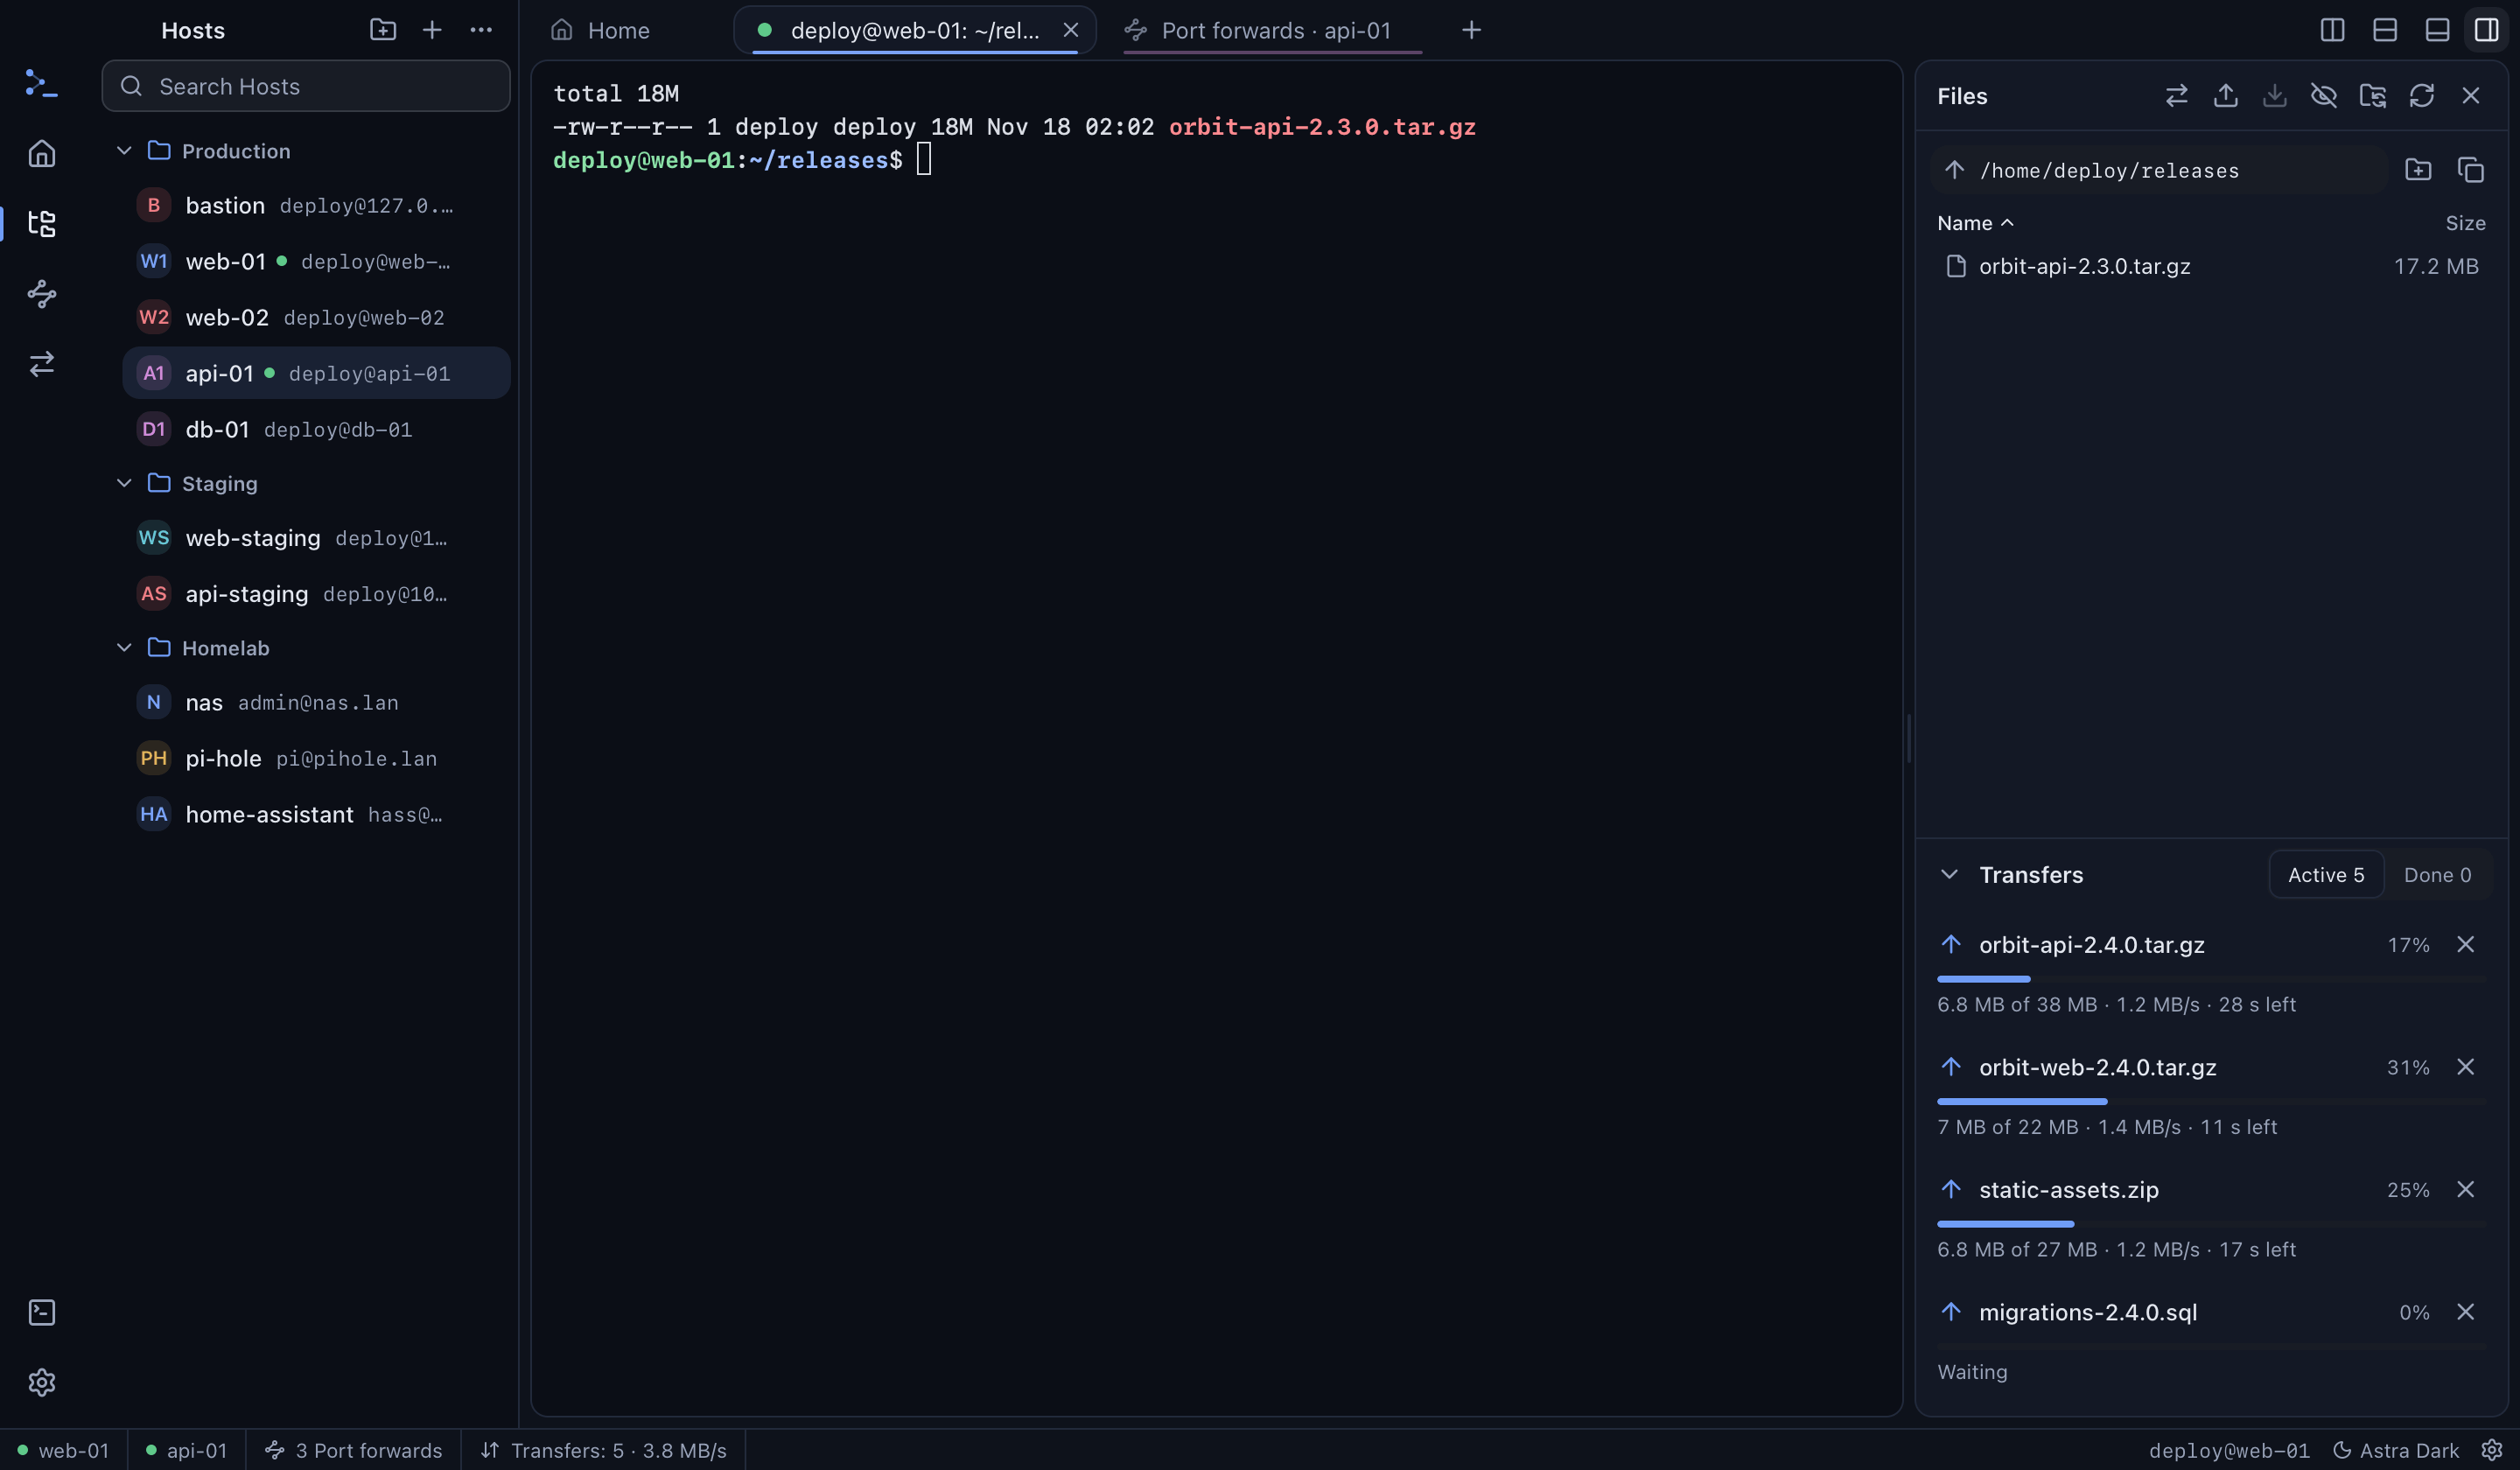 Hosts
Search Hosts
Production
B bastion deploy@127.0.…
W1 web-01 deploy@web-…
W2 web-02 deploy@web-02
A1 api-01 deploy@api-01
D1 db-01 deploy@db-01
Staging
WS web-staging deploy@1…
AS api-staging deploy@10…
Homelab
N nas admin@nas.lan
PH pi-hole pi@pihole.lan
HA home-assistant hass@…
Home
deploy@web-01: ~/rel…
Port forwards · api-01
total 18M
-rw-r--r-- 1 deploy deploy 18M Nov 18 02:02 orbit-api-2.3.0.tar.gz
deploy@web-01:~/releases$
Files
/home/deploy/releases
Name Size
orbit-api-2.3.0.tar.gz 17.2 MB
Transfers Active 5 Done 0
orbit-api-2.4.0.tar.gz 17%
6.8 MB of 38 MB · 1.2 MB/s · 28 s left
orbit-web-2.4.0.tar.gz 31%
7 MB of 22 MB · 1.4 MB/s · 11 s left
static-assets.zip 25%
6.8 MB of 27 MB · 1.2 MB/s · 17 s left
migrations-2.4.0.sql 0%
Waiting
web-01 api-01 3 Port forwards Transfers: 5 · 3.8 MB/s deploy@web-01 Astra Dark